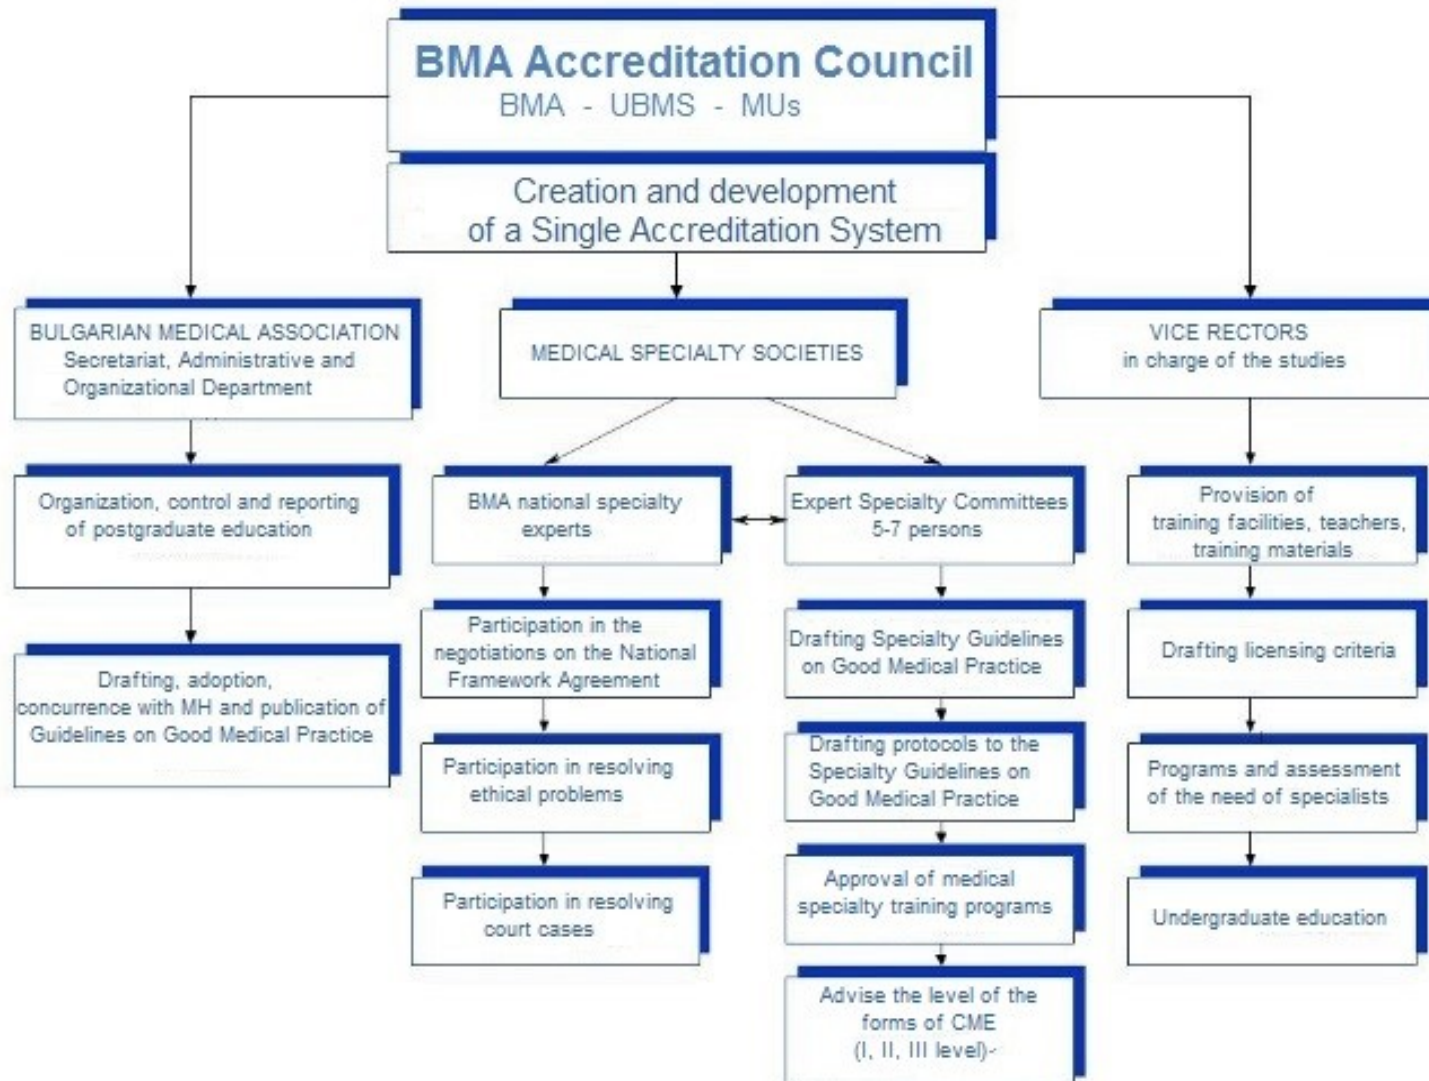 BMA Accreditation Council
BMA - UBMS - MUs
Creation and development
of a Single Accreditation System
BULGARIAN MEDICAL ASSOCIATION
Secretariat, Administrative and
Organizational Department
MEDICAL SPECIALTY SOCIETIES
VICE RECTORS
in charge of the studies
Organization, control and reporting
of postgraduate education
Drafting, adoption,
concurrence with MH and publication of
Guidelines on Good Medical Practice
BMA national specialty
experts
Participation in the
negotiations on the National
Framework Agreement
Participation in resolving
ethical problems
Participation in resolving
court cases
Expert Specialty Committees
5-7 persons
Drafting Specialty Guidelines
on Good Medical Practice
Drafting protocols to the
Specialty Guidelines on
Good Medical Practice
Approval of medical
specialty training programs
Advise the level of the
forms of CME
(I, II, III level)-
Provision of
training facilities, teachers,
training materials
Drafting licensing criteria
Programs and assessment
of the need of specialists
Undergraduate education